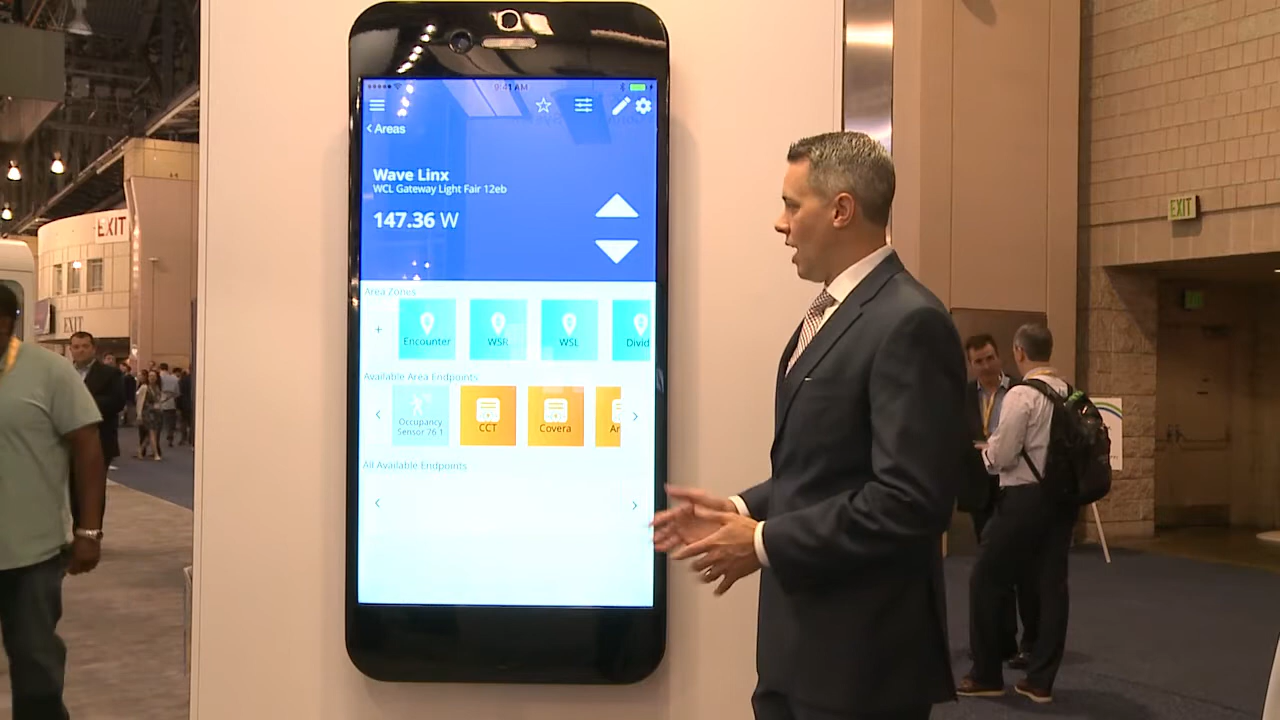 9:41 AM
< Areas
Wave Linx
WCL Gateway Light Fair 12eb
147.36 W
Area Zones
+
Encounter
WSR
WSL
Divid
Available Area Endpoints
<
Occupancy
Sensor 76 1
CCT
Covera
Ar
>
All Available Endpoints
<
>
EXIT
EXIT
EXIT